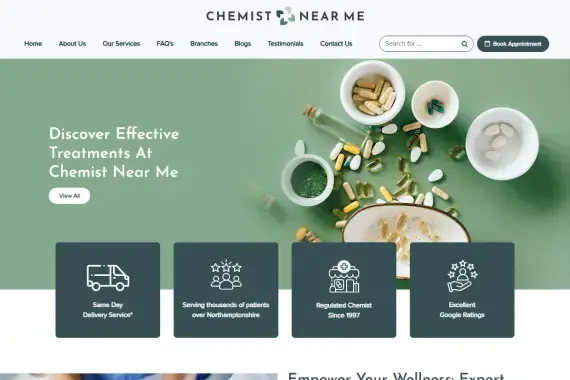 CHEMIST NEAR ME
Home About Us Our Services FAQ's Branches Blogs Testimonials Contact Us Search for ... Book Appointment
Discover Effective
Treatments At
Chemist Near Me
View All
Same Day
Delivery Service*
Serving thousands of patients
over Northamptonshire
Regulated Chemist
Since 1997
Excellent
Google Ratings
Empower Your Wellness: Expert